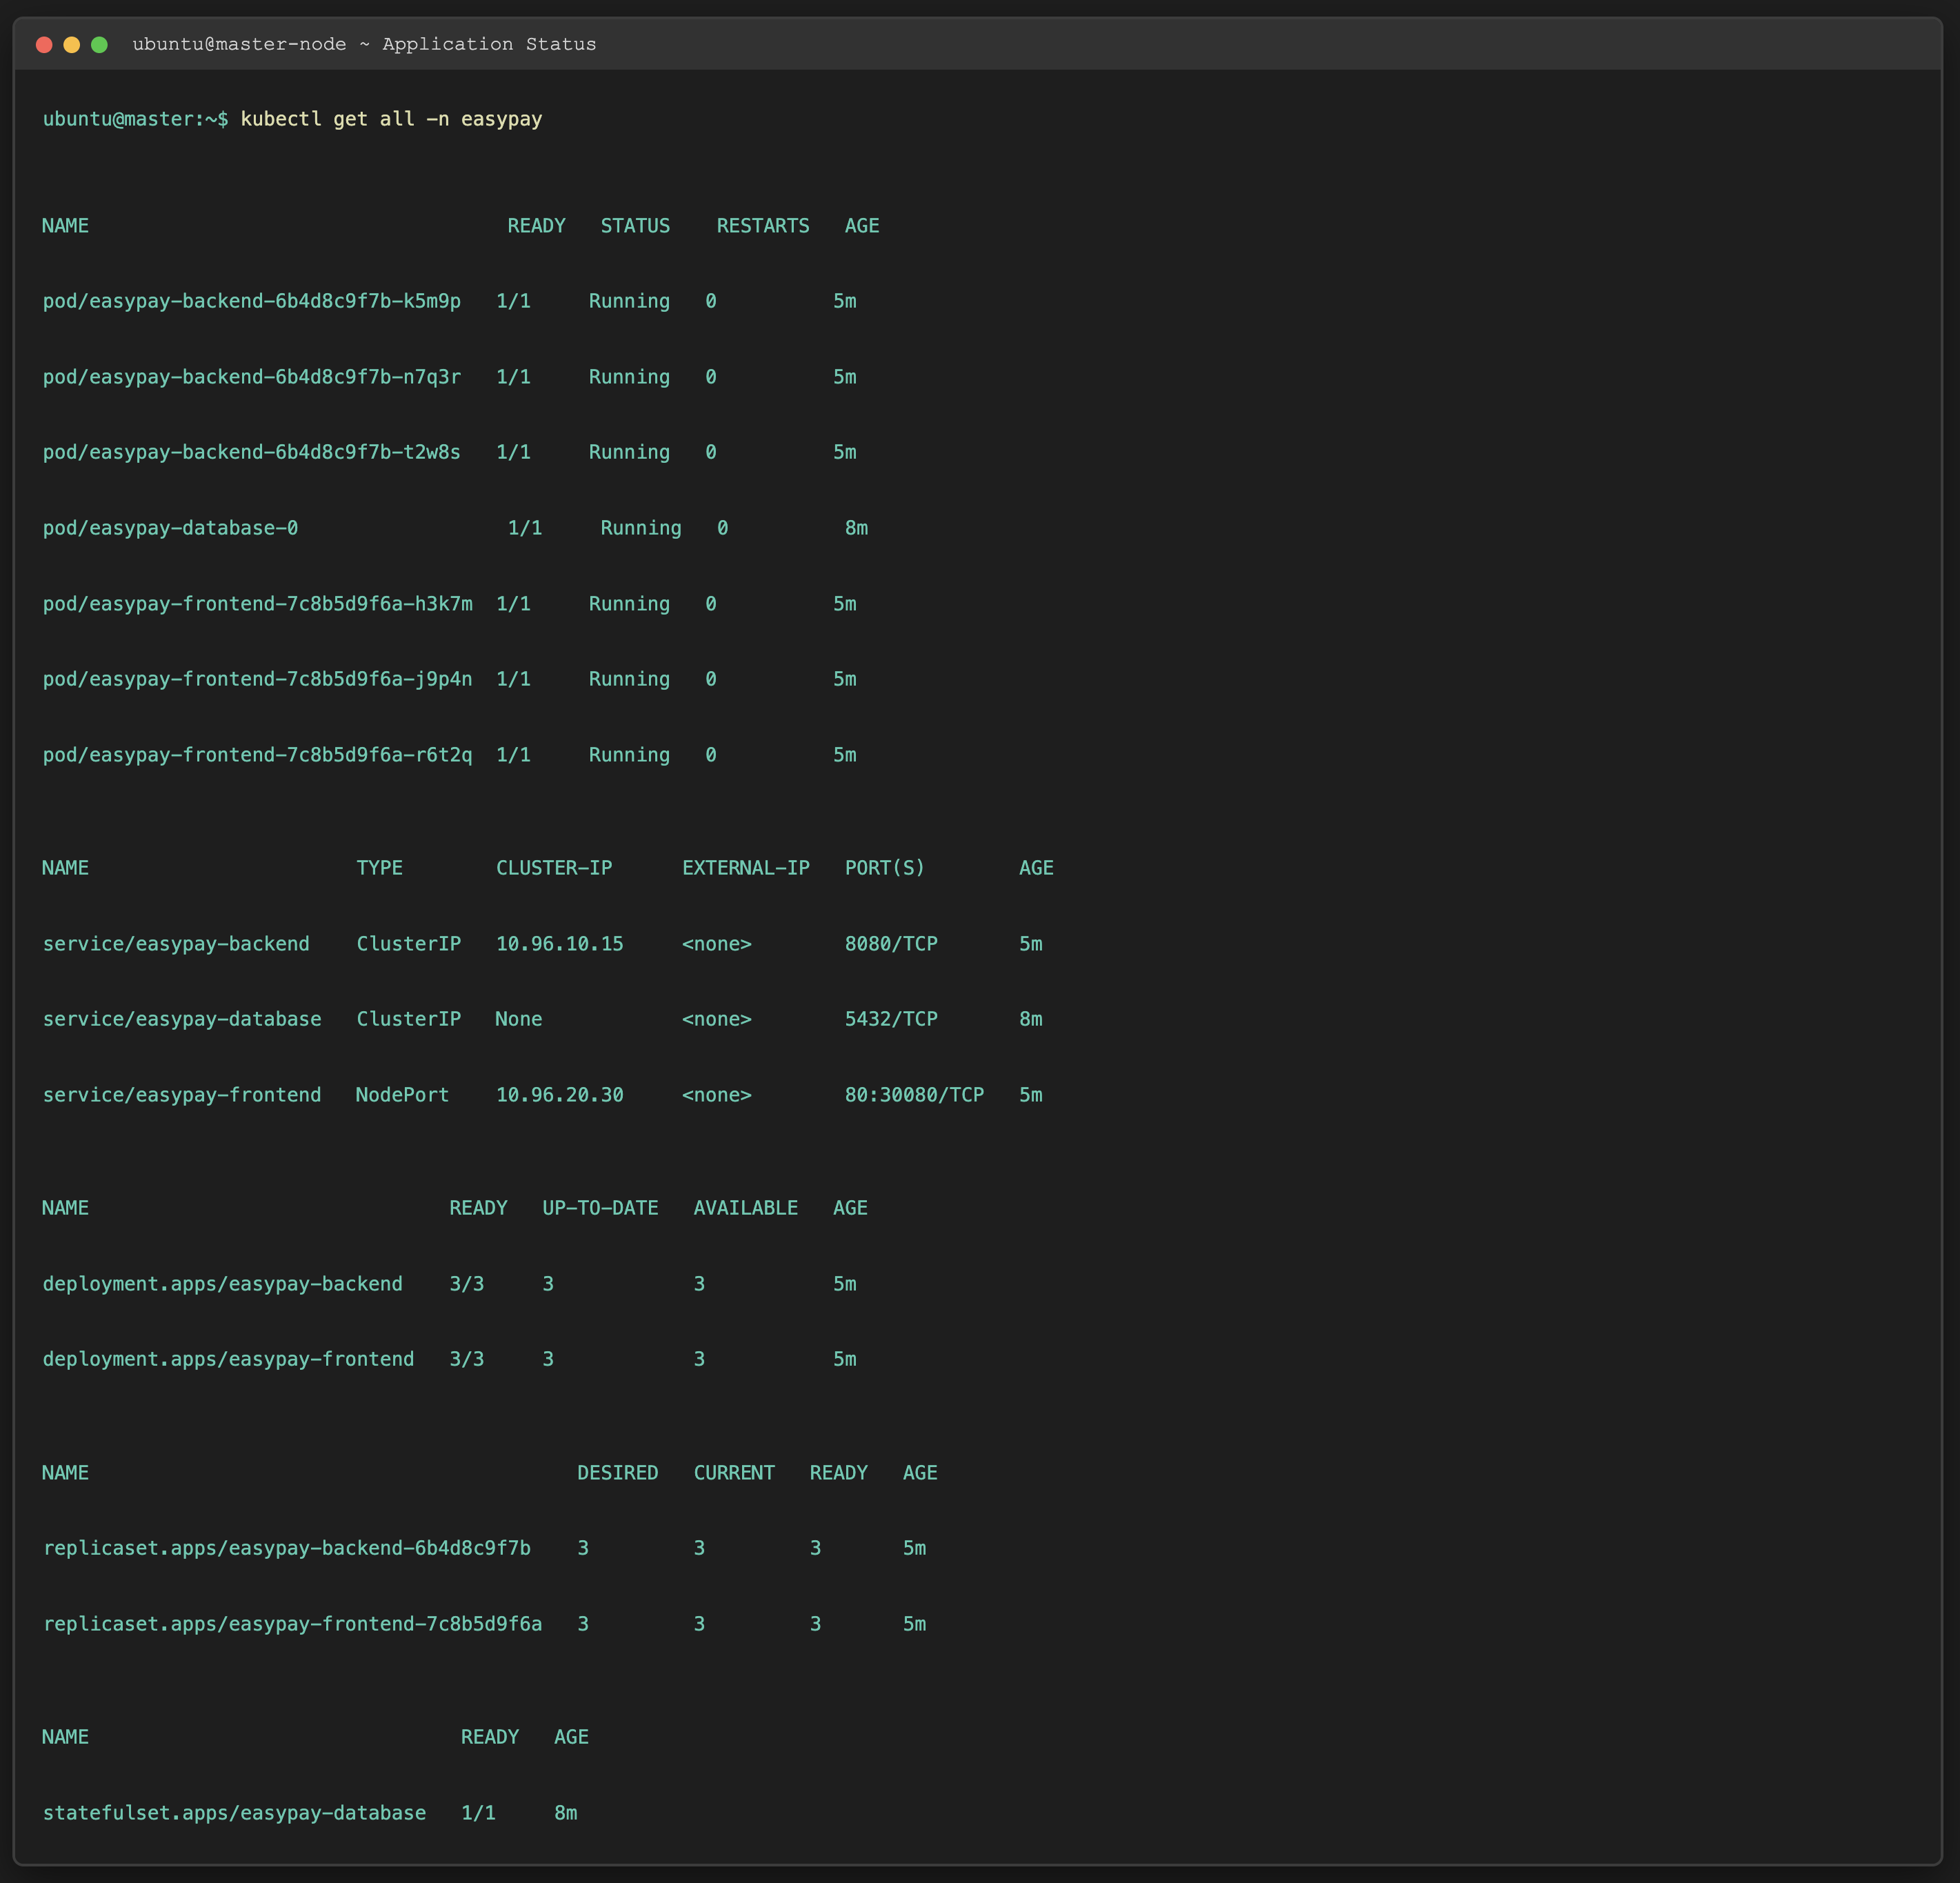 ubuntu@master-node ~ Application Status
ubuntu@master:~$ kubectl get all -n easypay
NAME                                    READY   STATUS    RESTARTS   AGE
pod/easypay-backend-6b4d8c9f7b-k5m9p   1/1     Running   0          5m
pod/easypay-backend-6b4d8c9f7b-n7q3r   1/1     Running   0          5m
pod/easypay-backend-6b4d8c9f7b-t2w8s   1/1     Running   0          5m
pod/easypay-database-0                  1/1     Running   0          8m
pod/easypay-frontend-7c8b5d9f6a-h3k7m  1/1     Running   0          5m
pod/easypay-frontend-7c8b5d9f6a-j9p4n  1/1     Running   0          5m
pod/easypay-frontend-7c8b5d9f6a-r6t2q  1/1     Running   0          5m
NAME                       TYPE        CLUSTER-IP      EXTERNAL-IP   PORT(S)        AGE
service/easypay-backend    ClusterIP   10.96.10.15     <none>        8080/TCP       5m
service/easypay-database   ClusterIP   None            <none>        5432/TCP       8m
service/easypay-frontend   NodePort    10.96.20.30     <none>        80:30080/TCP   5m
NAME                               READY   UP-TO-DATE   AVAILABLE   AGE
deployment.apps/easypay-backend    3/3     3            3           5m
deployment.apps/easypay-frontend   3/3     3            3           5m
NAME                                          DESIRED   CURRENT   READY   AGE
replicaset.apps/easypay-backend-6b4d8c9f7b    3         3         3       5m
replicaset.apps/easypay-frontend-7c8b5d9f6a   3         3         3       5m
NAME                                READY   AGE
statefulset.apps/easypay-database   1/1     8m